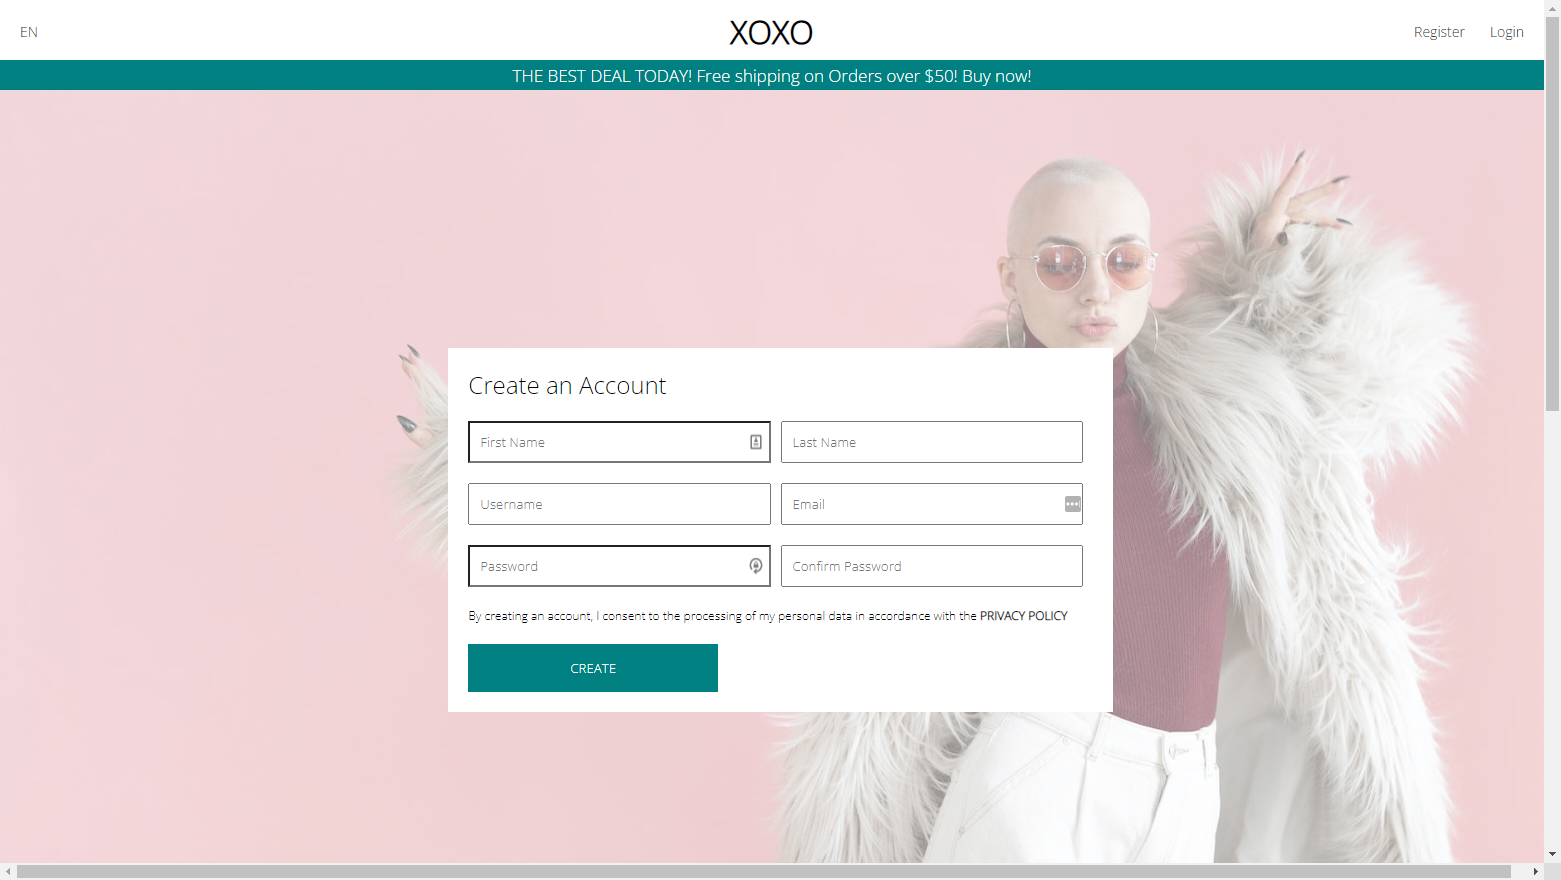 EN
XOXO
Register
Login
THE BEST DEAL TODAY! Free shipping on Orders over $50! Buy now!
Create an Account
First Name
Last Name
Username
Email
Password
Confirm Password
By creating an account, I consent to the processing of my personal data in accordance with the PRIVACY POLICY
CREATE